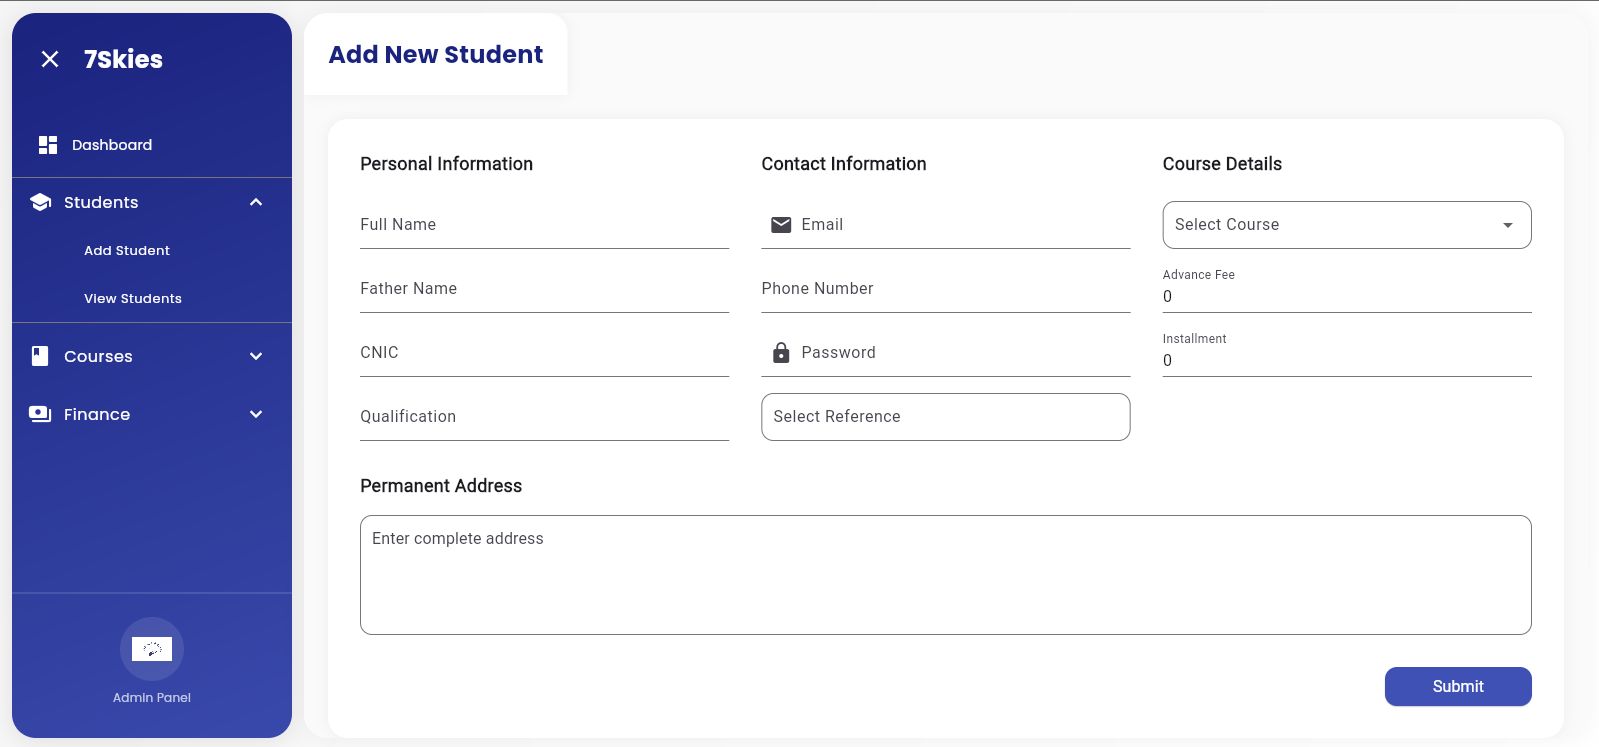 7Skies
Dashboard
Students
Add Student
View Students
Courses
Finance
Admin Panel
Add New Student
Personal Information
Full Name
Father Name
CNIC
Qualification
Contact Information
Email
Phone Number
Password
Select Reference
Course Details
Select Course
Advance Fee
0
Installment
0
Permanent Address
Enter complete address
Submit